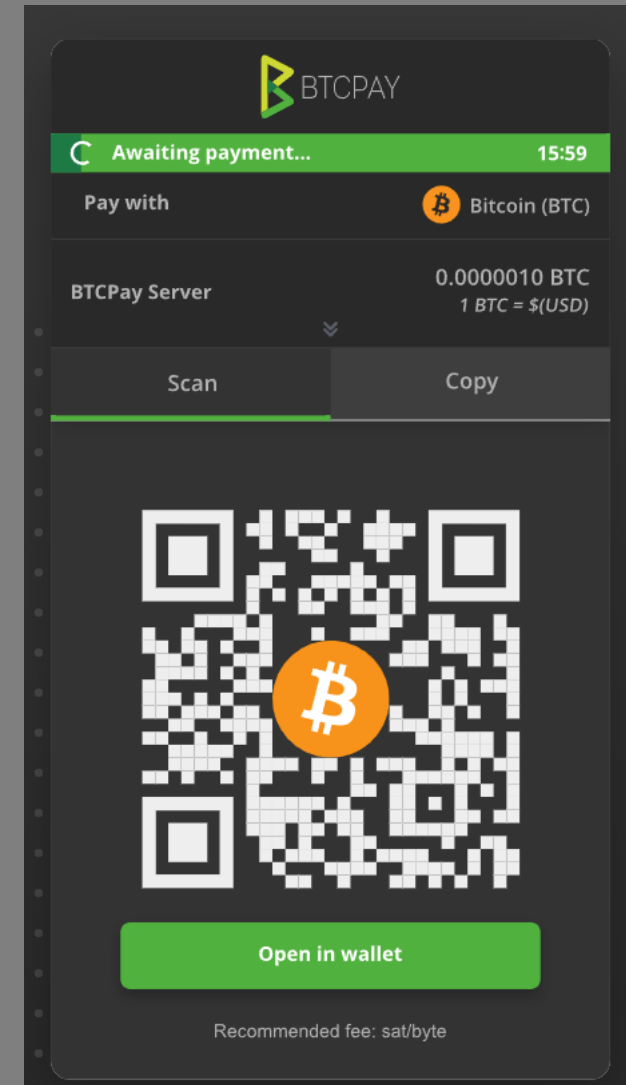 BTCPAY
Awaiting payment... 15:59
Pay with Bitcoin (BTC)
0.0000010 BTC
BTCPay Server
1 BTC = $(USD)
Scan Copy
Open in wallet
Recommended fee: sat/byte